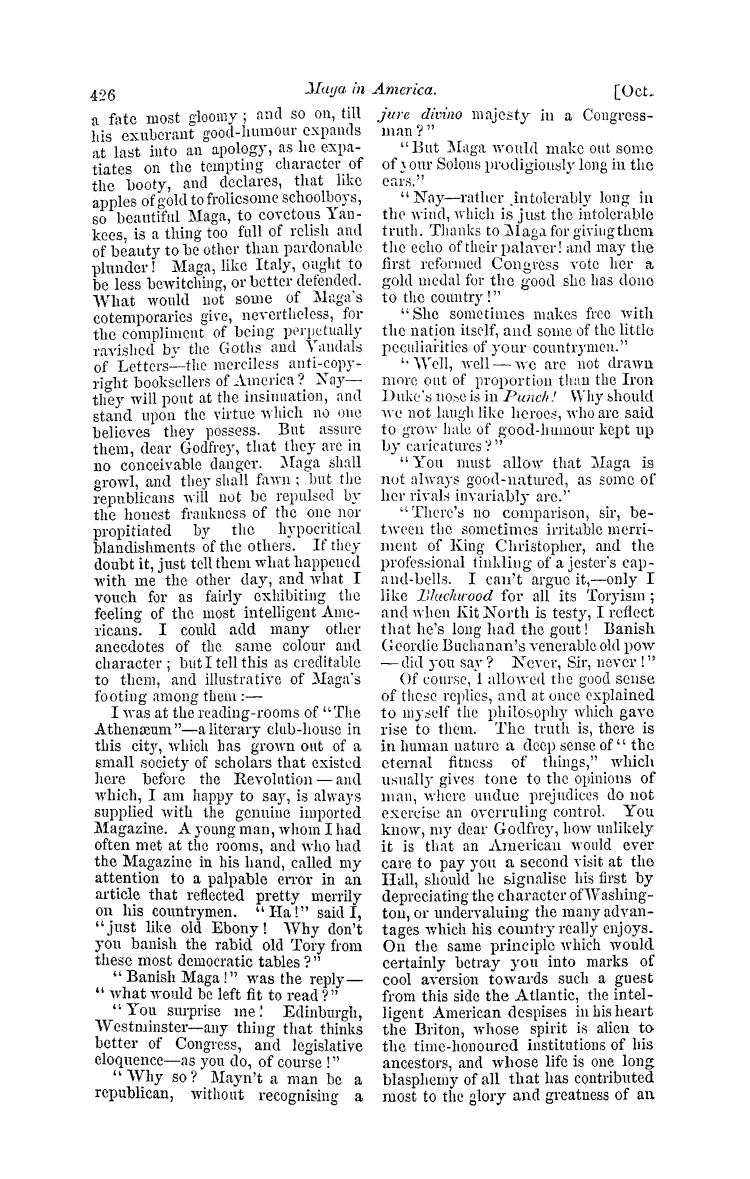 426
Maga in America.
[Oct.
a fate most gloomy; and so on, till
his exuberant good-humour expands
at last into an apology, as he expa-
tiates on the tempting character of
the booty, and declares, that like
apples of gold to frolicsome schoolboys,
so beautiful Maga, to covetous Yan-
kees, is a thing too full of relish and
of beauty to be other than pardonable
plunder! Maga, like Italy, ought to
be less bewitching, or better defended.
What would not some of Maga's
cotemporaries give, nevertheless, for
the compliment of being perpetually
ravished by the Goths and Vandals
of Letters—the merciless anti-copy-
right booksellers of America? Nay—
they will pout at the insinuation, and
stand upon the virtue which no one
believes they possess. But assure
them, dear Godfrey, that they are in
no conceivable danger. Maga shall
growl, and they shall fawn; but the
republicans will not be repulsed by
the honest frankness of the one nor
propitiated by the hypocritical
blandishments of the others. If they
doubt it, just tell them what happened
with me the other day, and what I
vouch for as fairly exhibiting the
feeling of the most intelligent Ame-
ricans. I could add many other
anecdotes of the same colour and
character; but I tell this as creditable
to them, and illustrative of Maga's
footing among them:—
I was at the reading-rooms of "The
Athenæum"—a literary club-house in
this city, which has grown out of a
small society of scholars that existed
here before the Revolution—and
which, I am happy to say, is always
supplied with the genuine imported
Magazine. A young man, whom I had
often met at the rooms, and who had
the Magazine in his hand, called my
attention to a palpable error in an
article that reflected pretty merrily
on his countrymen. "Ha!" said I,
"just like old Ebony! Why don't
you banish the rabid old Tory from
these most democratic tables?"
"Banish Maga!" was the reply—
"what would be left fit to read?"
"You surprise me! Edinburgh,
Westminster—any thing that thinks
better of Congress, and legislative
eloquence—as you do, of course!"
"Why so? Mayn't a man be a
republican, without recognising a
jure divino majesty in a Congress-
man?"
"But Maga would make out some
of your Solons prodigiously long in the
ears."
"Nay—rather intolerably long in
the wind, which is just the intolerable
truth. Thanks to Maga for giving them
the echo of their palaver! and may the
first reformed Congress vote her a
gold medal for the good she has done
to the country!"
"She sometimes makes free with
the nation itself, and some of the little
peculiarities of your countrymen."
"Well, well—we are not drawn
more out of proportion than the Iron
Duke's nose is in Punch! Why should
we not laugh like heroes, who are said
to grow hale of good-humour kept up
by caricatures?"
"You must allow that Maga is
not always good-natured, as some of
her rivals invariably are."
"There's no comparison, sir, be-
tween the sometimes irritable merri-
ment of King Christopher, and the
professional tinkling of a jester's cap-
and-bells. I can't argue it,—only I
like Blackwood for all its Toryism;
and when Kit North is testy, I reflect
that he's long had the gout! Banish
Geordie Buchanan's venerable old pow
—did you say? Never, Sir, never!"
Of course, I allowed the good sense
of these replies, and at once explained
to myself the philosophy which gave
rise to them. The truth is, there is
in human nature a deep sense of "the
eternal fitness of things," which
usually gives tone to the opinions of
man, where undue prejudices do not
exercise an overruling control. You
know, my dear Godfrey, how unlikely
it is that an American would ever
care to pay you a second visit at the
Hall, should he signalise his first by
depreciating the character of Washing-
ton, or undervaluing the many advan-
tages which his country really enjoys.
On the same principle which would
certainly betray you into marks of
cool aversion towards such a guest
from this side the Atlantic, the intel-
ligent American despises in his heart
the Briton, whose spirit is alien to
the time-honoured institutions of his
ancestors, and whose life is one long
blasphemy of all that has contributed
most to the glory and greatness of an